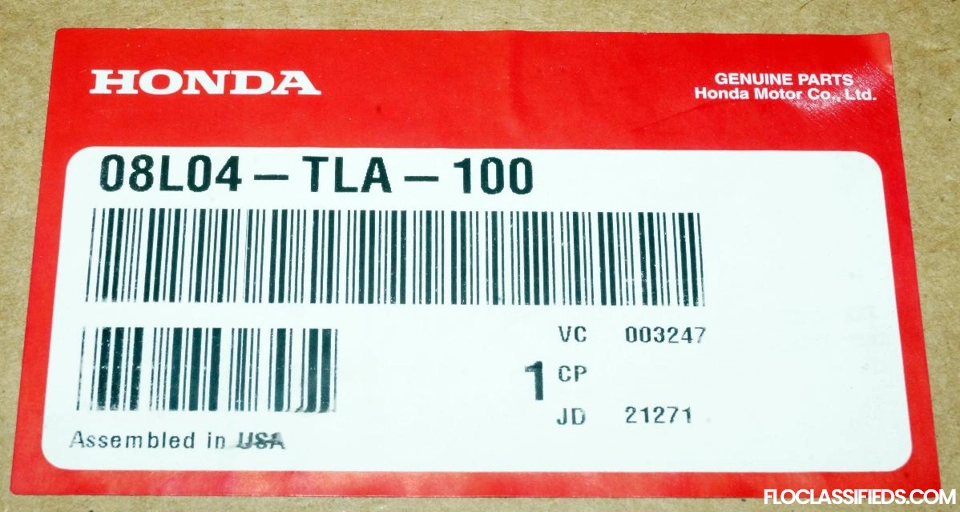 HONDA
GENUINE PARTS
Honda Motor Co., Ltd.
08L04-TLA-100
VC 003247
1 CP
JD 21271
Assembled in USA
FLOCLASSIFIEDS.COM